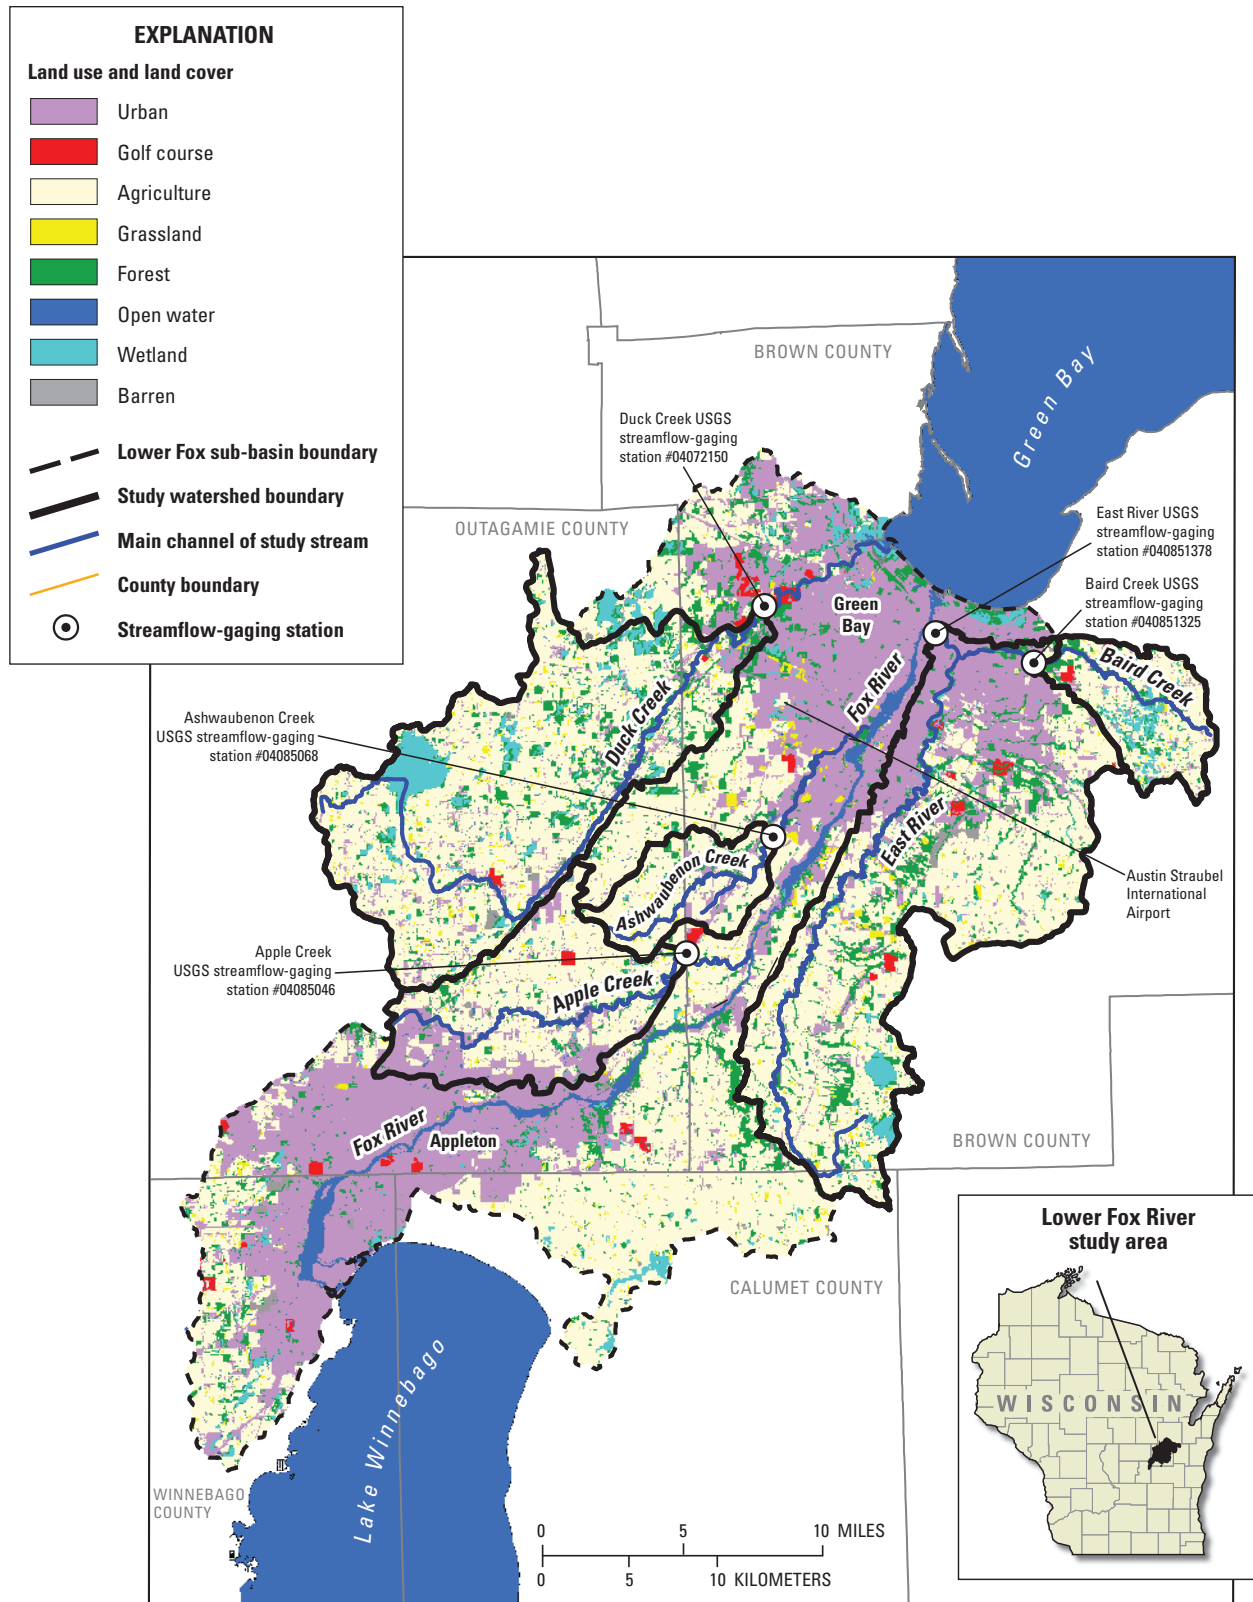 EXPLANATION
Land use and land cover
Urban
Golf course
Agriculture
Grassland
Forest
Open water
Wetland
Barren
Lower Fox sub-basin boundary
Study watershed boundary
Main channel of study stream
County boundary
Streamflow-gaging station
BROWN COUNTY
Green Bay
Duck Creek USGS
streamflow-gaging
station #04072150
OUTAGAMIE COUNTY
East River USGS
streamflow-gaging
station #040851378
Baird Creek USGS
streamflow-gaging
station #040851325
Green
Bay
Fox River
Baird Creek
Duck Creek
Ashwaubenon Creek
USGS streamflow-gaging
station #04085068
East River
Ashwaubenon Creek
Austin Straubel
International
Airport
Apple Creek
USGS streamflow-gaging
station #04085046
Apple Creek
Fox River
Appleton
BROWN COUNTY
CALUMET COUNTY
Lake Winnebago
WINNEBAGO
COUNTY
0 5 10 MILES
0 5 10 KILOMETERS
Lower Fox River
study area
WISCONSIN